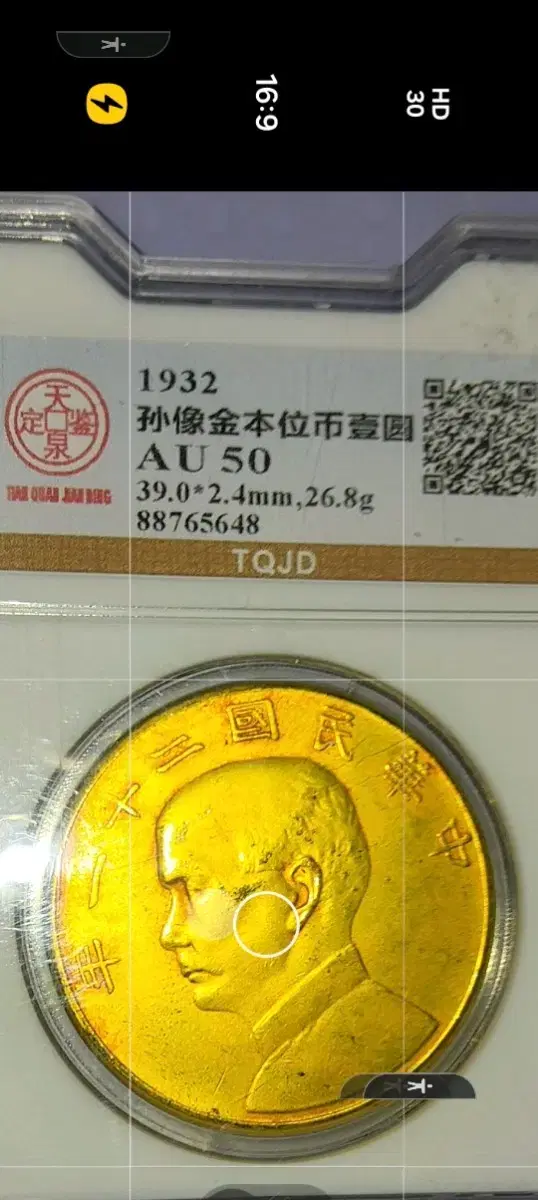 16:9
HD
30
天泉鉴定
TIAN QUAN JIAN DING
1932
孙像金本位币壹圆
AU 50
39.0*2.4mm,26.8g
88765648
TQJD
中華民國二十一年